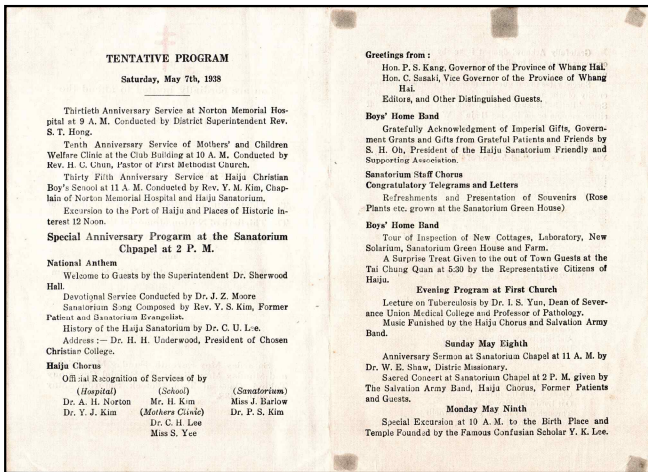 TENTATIVE PROGRAM
Saturday, May 7th, 1938
Thirtieth Anniversary Service at Norton Memorial Hos-
pital at 9 A. M. Conducted by District Superintendent Rev.
S. T. Hong.
Tenth Anniversary Service of Mothers' and Children
Welfare Clinic at the Club Building at 10 A. M. Conducted by
Rev. H. C. Chun, Pastor of First Methodist Church.
Thirty Fifth Anniversary Service at Haiju Christian
Boy's School at 11 A. M. Conducted by Rev. Y. M. Kim, Chap-
lain of Norton Memorial Hospital and Haiju Sanatorium.
Excursion to the Port of Haiju and Places of Historic in-
terest 12 Noon.
Special Anniversary Progarm at the Sanatorium
Chpapel at 2 P. M.
National Anthem
Welcome to Guests by the Superintendent Dr. Sherwood
Hall.
Devotional Service Conducted by Dr. J. Z. Moore
Sanatorium Song Composed by Rev. Y. S. Kim, Former
Patient and Sanatorium Evangelist.
History of the Haiju Sanatorium by Dr. C. U. Lee.
Address :— Dr. H. H. Underwood, President of Chosen
Christian College.
Haiju Chorus
Official Recognition of Services of by
(Hospital) (School) (Sanatorium)
Dr. A. H. Norton Mr. H. Kim Miss J. Barlow
Dr. Y. J. Kim (Mothers Clinic) Dr. P. S. Kim
Dr. C. H. Lee
Miss S. Yee
Greetings from :
Hon. P. S. Kang, Governor of the Province of Whang Hai.
Hon. C. Sasaki, Vice Governor of the Province of Whang
Hai.
Editors, and Other Distinguished Guests.
Boys' Home Band
Gratefully Acknowledgment of Imperial Gifts, Govern-
ment Grants and Gifts from Grateful Patients and Friends by
S. H. Oh, President of the Haiju Sanatorium Friendly and
Supporting Association.
Sanatorium Staff Chorus
Congratulatory Telegrams and Letters
Refreshments and Presentation of Souvenirs (Rose
Plants etc. grown at the Sanatorium Green House)
Boys' Home Band
Tour of Inspection of New Cottages, Laboratory, New
Solarium, Sanatorium Green House and Farm.
A Surprise Treat Given to the out of Town Guests at the
Tai Chung Quan at 5:30 by the Representative Citizens of
Haiju.
Evening Program at First Church
Lecture on Tuberculosis by Dr. I. S. Yun, Dean of Sever-
ance Union Medical College and Professor of Pathology.
Music Funished by the Haiju Chorus and Salvation Army
Band.
Sunday May Eighth
Anniversary Sermon at Sanatorium Chapel at 11 A. M. by
Dr. W. E. Shaw, Distric Missionary.
Sacred Concert at Sanatorium Chapel at 2 P. M. given by
The Salvation Army Band, Haiju Chorus, Former Patients
and Guests.
Monday May Ninth
Special Excursion at 10 A. M. to the Birth Place and
Temple Founded by the Famous Confusian Scholar Y. K. Lee.